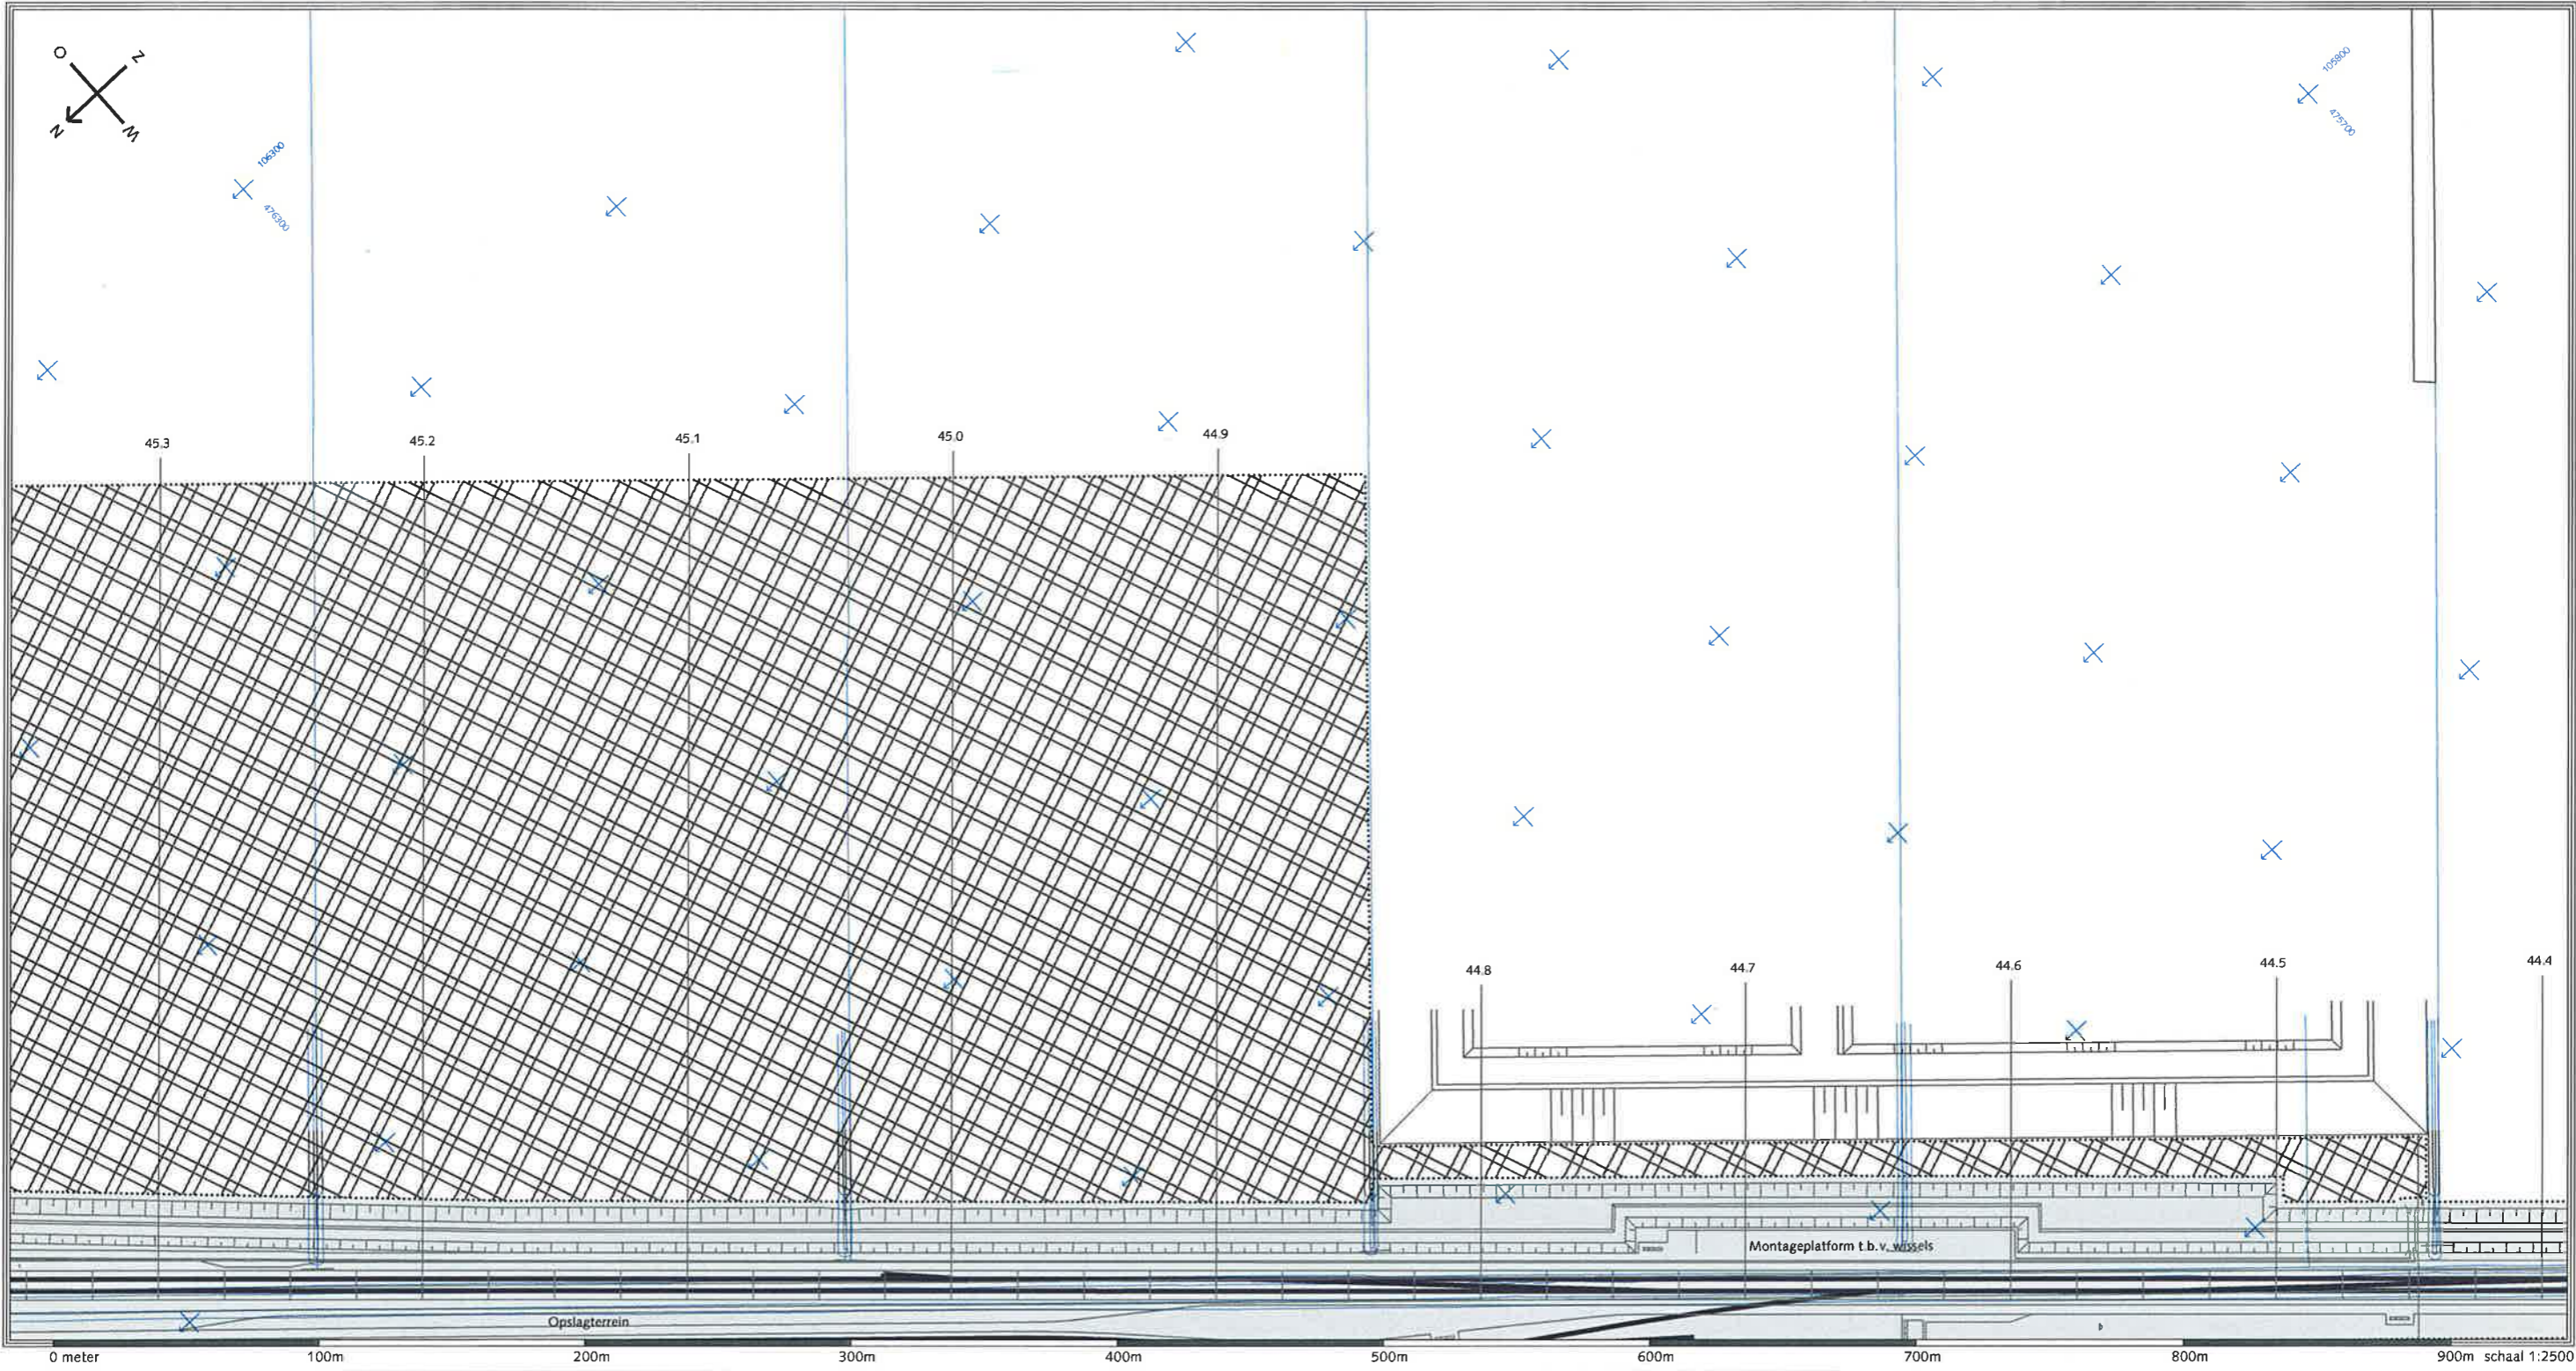 O Z
N W
105800
475700
106300
476300
45.3 45.2 45.1 45.0 44.9
44.8 44.7 44.6 44.5 44.4
Montageplatform t.b.v. wissels
Opslagterrein
0 meter 100m 200m 300m 400m 500m 600m 700m 800m 900m schaal 1:2500